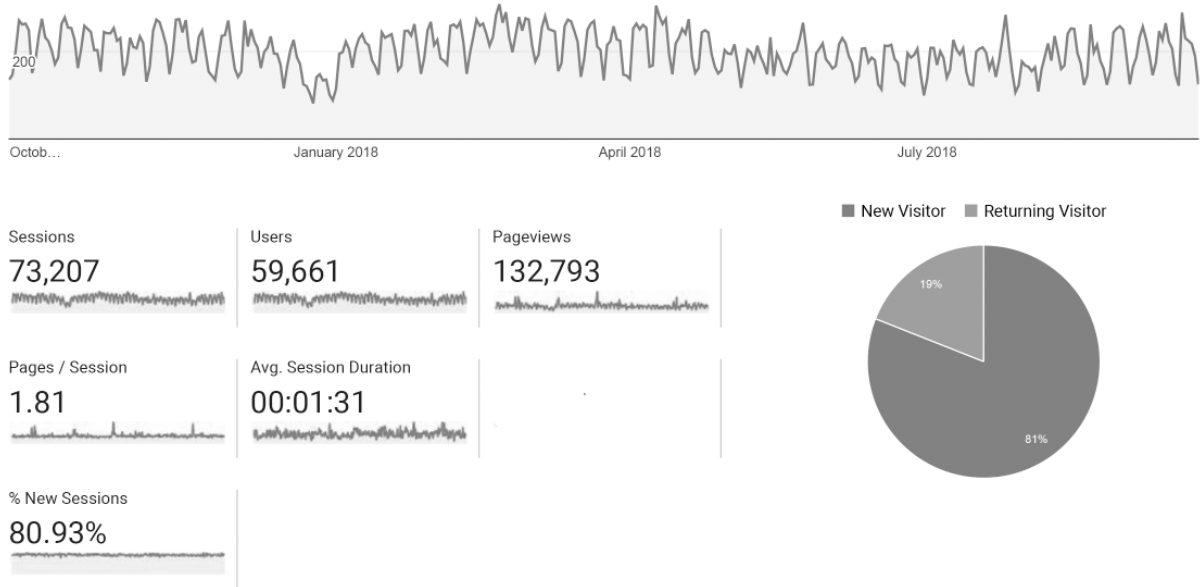 200
Octob…
January 2018
April 2018
July 2018
New Visitor
Returning Visitor
Sessions
73,207
Users
59,661
Pageviews
132,793
19%
81%
Pages / Session
1.81
Avg. Session Duration
00:01:31
% New Sessions
80.93%